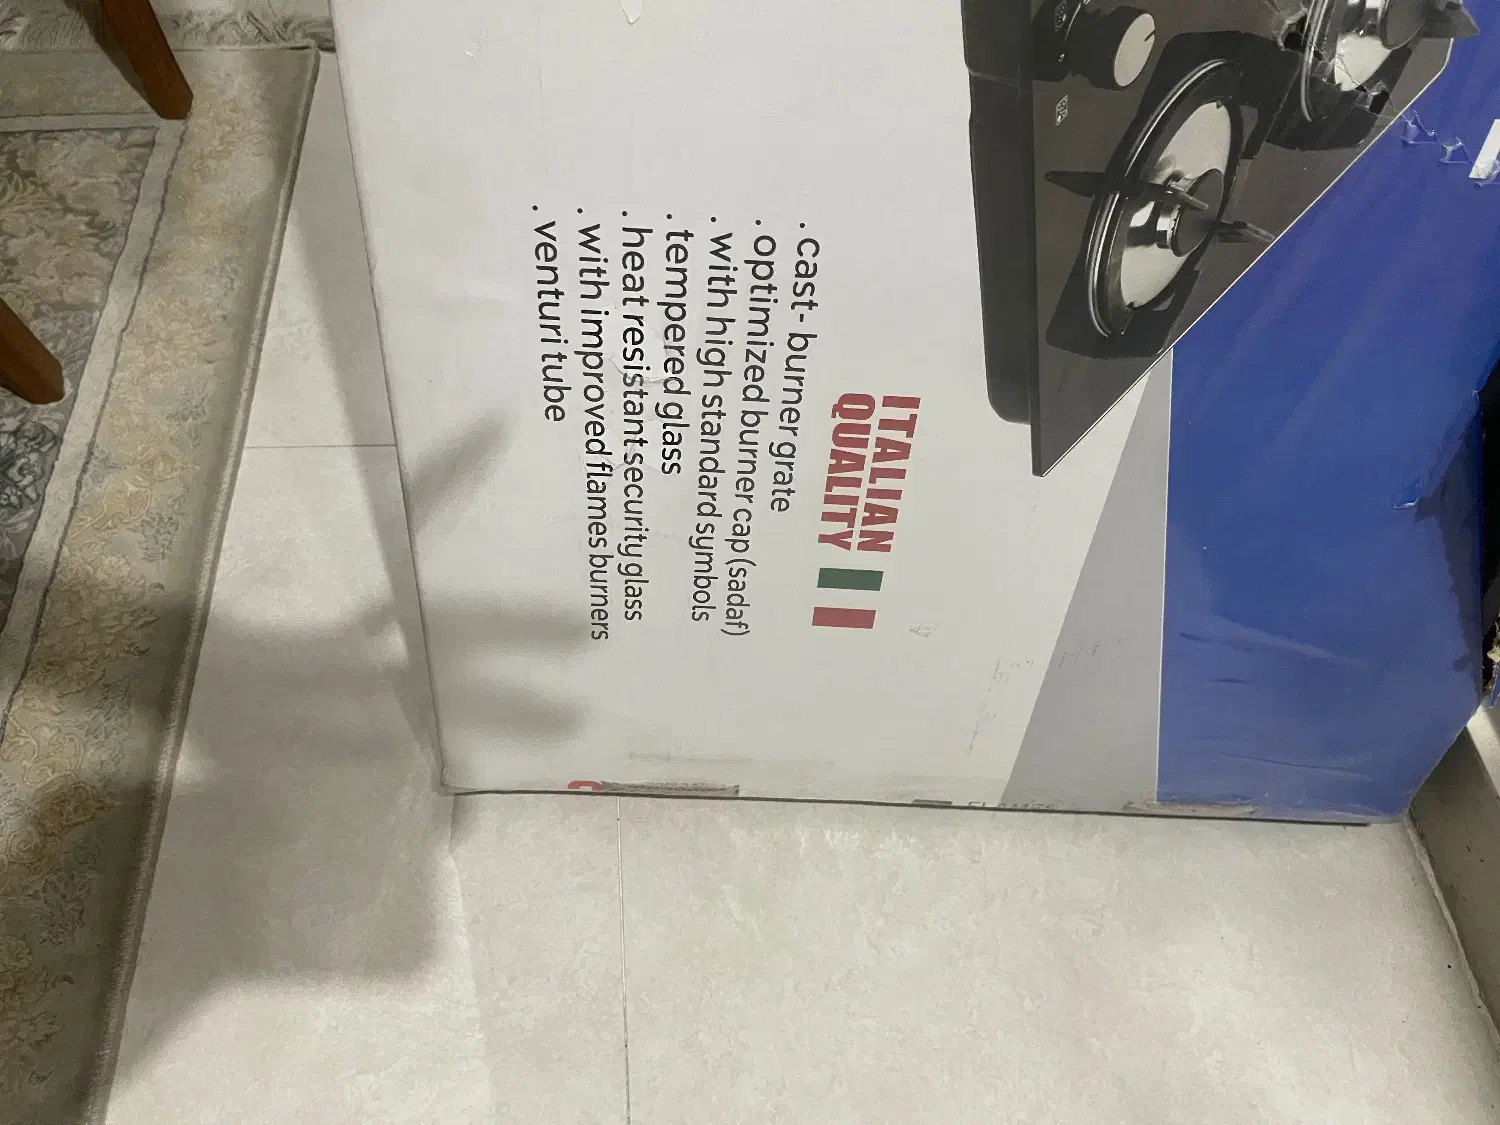 ITALIAN
QUALITY
. cast- burner grate
. optimized burner cap (sadaf)
. with high standard symbols
. tempered glass
. heat resistant security glass
. with improved flames burners
. venturi tube